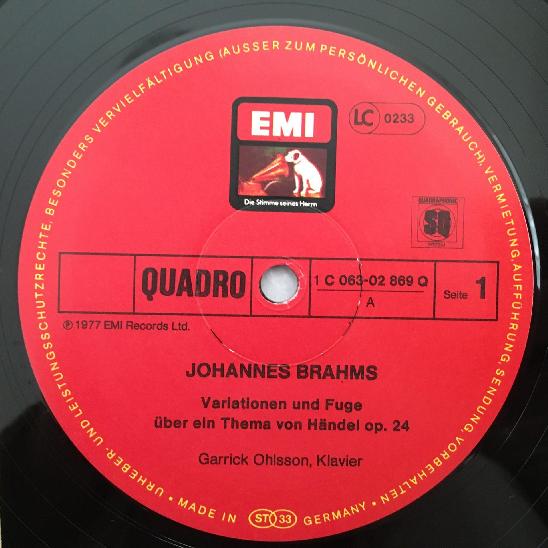 URHEBER- UND LEISTUNGSSCHUTZRECHTE, BESONDERS VERVIELFÄLTIGUNG (AUSSER ZUM PERSÖNLICHEN GEBRAUCH), VERMIETUNG, AUFFÜHRUNG, SENDUNG, VORBEHALTEN
EMI
Die Stimme seines Herrn
LC 0233
QUADRAPHONIC
SQ
QUADRO
1 C 063-02 869 Q
A
Seite 1
℗ 1977 EMI Records Ltd.
JOHANNES BRAHMS
Variationen und Fuge
über ein Thema von Händel op. 24
Garrick Ohlsson, Klavier
MADE IN ST 33 GERMANY